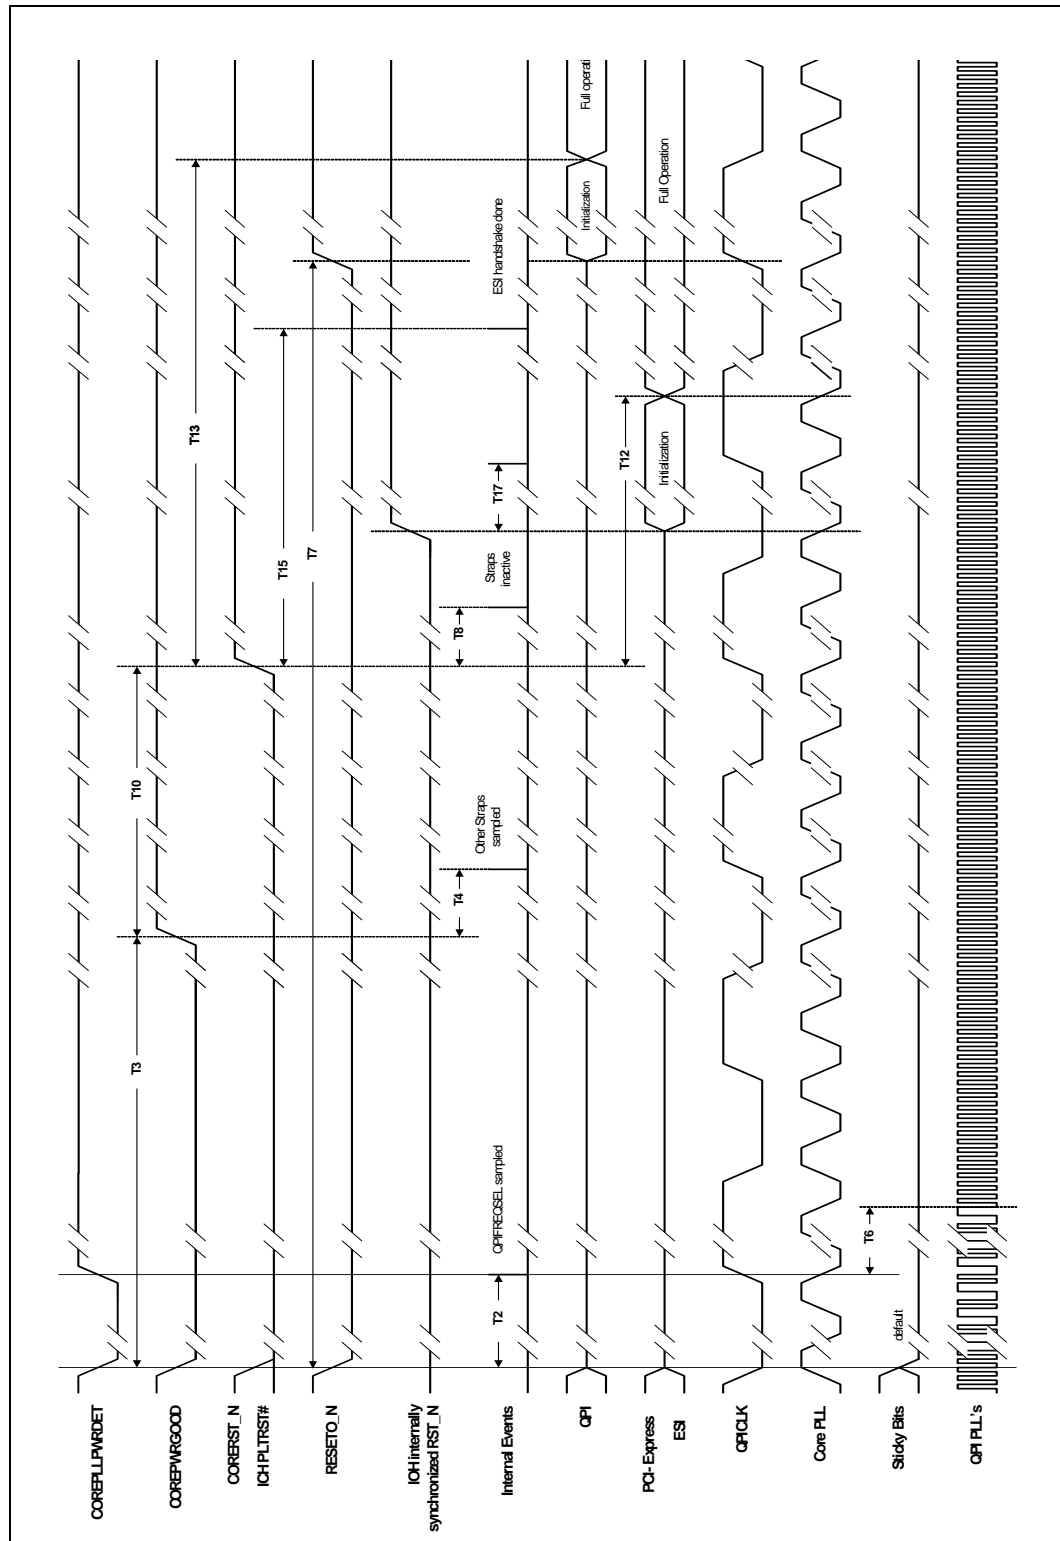 COREPLLPWRDET
COREPWRGOOD
CORERST_N
ICH PLTRST#
RESETO_N
IOH internally
synchronized RST_N
Internal Events
QPI
PCI- Express
ESI
QPICLK
Core PLL
Sticky Bits
QPI PLL's
T3
T10
T13
T15
T7
T2
QPIFREQSEL sampled
T4
Other Straps
sampled
T8
Straps
inactive
T17
ESI handshake done
Initialization
Full operati
T12
Initialization
Full Operation
T6
default